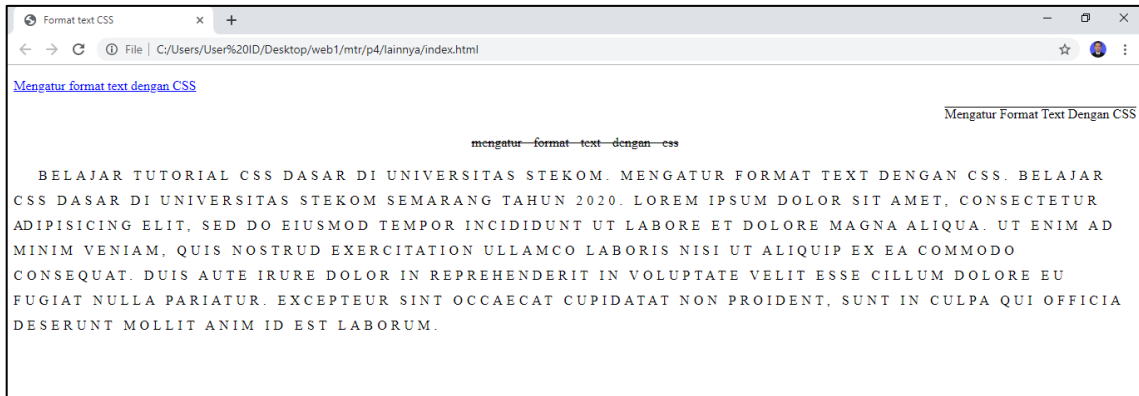 Format text CSS
File | C:/Users/User%20ID/Desktop/web1/mtr/p4/lainnya/index.html
Mengatur format text dengan CSS
Mengatur Format Text Dengan CSS
mengatur format text dengan css
BELAJAR TUTORIAL CSS DASAR DI UNIVERSITAS STEKOM. MENGATUR FORMAT TEXT DENGAN CSS. BELAJAR
CSS DASAR DI UNIVERSITAS STEKOM SEMARANG TAHUN 2020. LOREM IPSUM DOLOR SIT AMET, CONSECTETUR
ADIPISICING ELIT, SED DO EIUSMOD TEMPOR INCIDIDUNT UT LABORE ET DOLORE MAGNA ALIQUA. UT ENIM AD
MINIM VENIAM, QUIS NOSTRUD EXERCITATION ULLAMCO LABORIS NISI UT ALIQUIP EX EA COMMODO
CONSEQUAT. DUIS AUTE IRURE DOLOR IN REPREHENDERIT IN VOLUPTATE VELIT ESSE CILLUM DOLORE EU
FUGIAT NULLA PARIATUR. EXCEPTEUR SINT OCCAECAT CUPIDATAT NON PROIDENT, SUNT IN CULPA QUI OFFICIA
DESERUNT MOLLIT ANIM ID EST LABORUM.